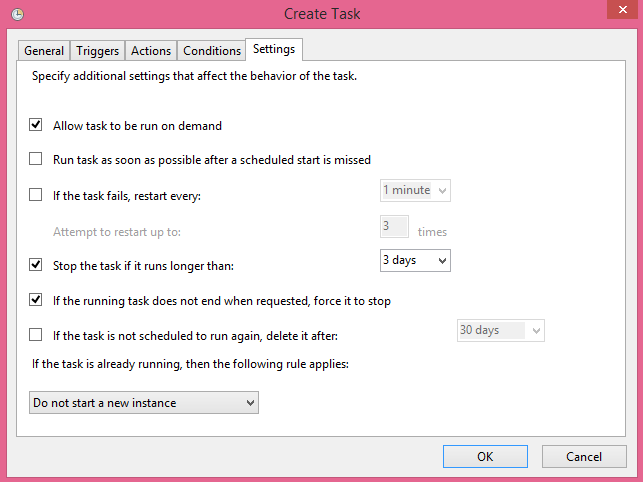 Create Task
General Triggers Actions Conditions Settings
Specify additional settings that affect the behavior of the task.
Allow task to be run on demand
Run task as soon as possible after a scheduled start is missed
If the task fails, restart every: 1 minute
Attempt to restart up to: 3 times
Stop the task if it runs longer than: 3 days
If the running task does not end when requested, force it to stop
If the task is not scheduled to run again, delete it after: 30 days
If the task is already running, then the following rule applies:
Do not start a new instance
OK Cancel